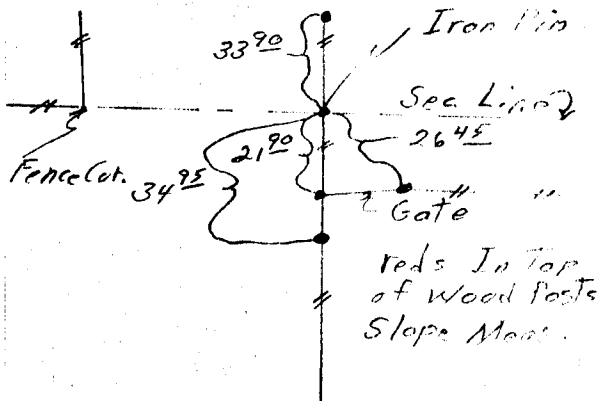 33 90
Iron Pin
Sec Line
21 90
26 45
Fence Cor.
34 95
Gate
reds In Top
of Wood Posts
Slope Meas.